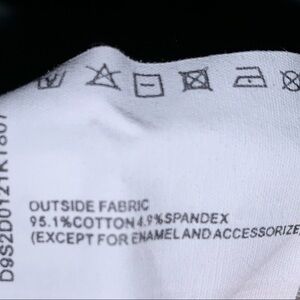 OUTSIDE FABRIC
95.1%COTTON 4.9%SPANDEX
(EXCEPT FOR ENAMEL AND ACCESSORIZE